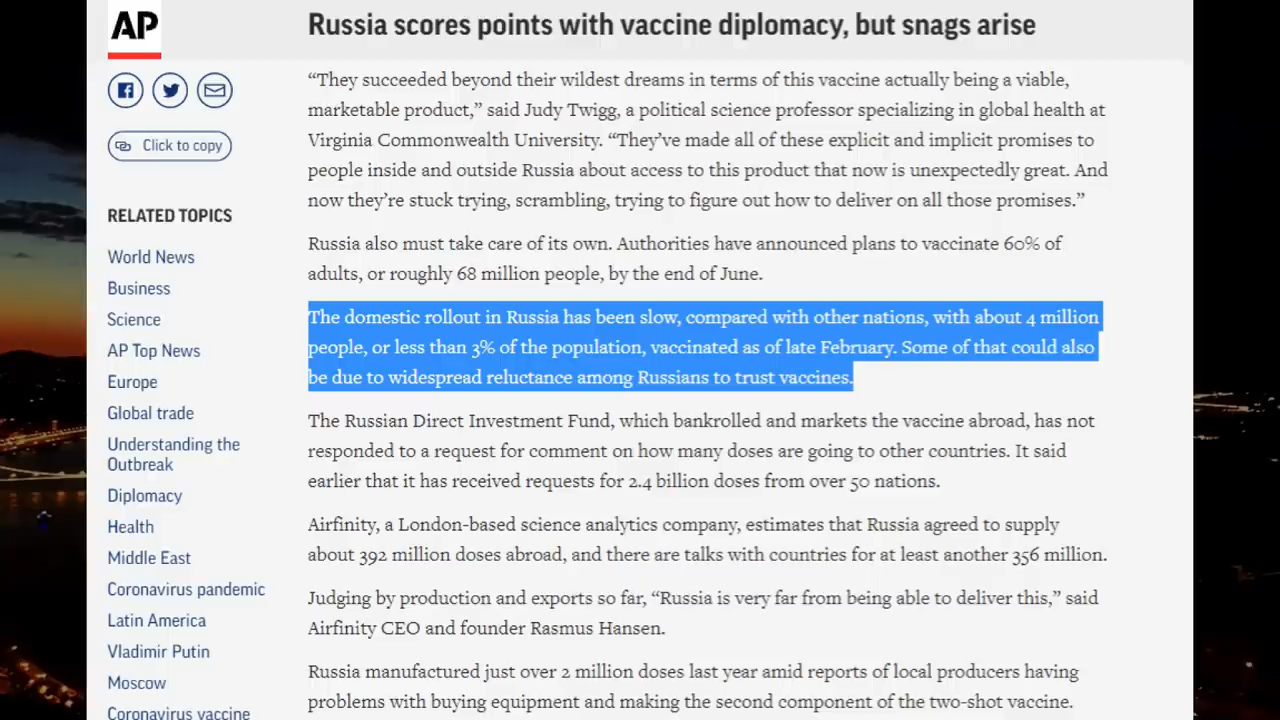 AP
Russia scores points with vaccine diplomacy, but snags arise
“They succeeded beyond their wildest dreams in terms of this vaccine actually being a viable,
marketable product,” said Judy Twigg, a political science professor specializing in global health at
Virginia Commonwealth University. “They’ve made all of these explicit and implicit promises to
people inside and outside Russia about access to this product that now is unexpectedly great. And
now they’re stuck trying, scrambling, trying to figure out how to deliver on all those promises.”
Russia also must take care of its own. Authorities have announced plans to vaccinate 60% of
adults, or roughly 68 million people, by the end of June.
The domestic rollout in Russia has been slow, compared with other nations, with about 4 million
people, or less than 3% of the population, vaccinated as of late February. Some of that could also
be due to widespread reluctance among Russians to trust vaccines.
The Russian Direct Investment Fund, which bankrolled and markets the vaccine abroad, has not
responded to a request for comment on how many doses are going to other countries. It said
earlier that it has received requests for 2.4 billion doses from over 50 nations.
Airfinity, a London-based science analytics company, estimates that Russia agreed to supply
about 392 million doses abroad, and there are talks with countries for at least another 356 million.
Judging by production and exports so far, “Russia is very far from being able to deliver this,” said
Airfinity CEO and founder Rasmus Hansen.
Russia manufactured just over 2 million doses last year amid reports of local producers having
problems with buying equipment and making the second component of the two-shot vaccine.
Click to copy
RELATED TOPICS
World News
Business
Science
AP Top News
Europe
Global trade
Understanding the
Outbreak
Diplomacy
Health
Middle East
Coronavirus pandemic
Latin America
Vladimir Putin
Moscow
Coronavirus vaccine